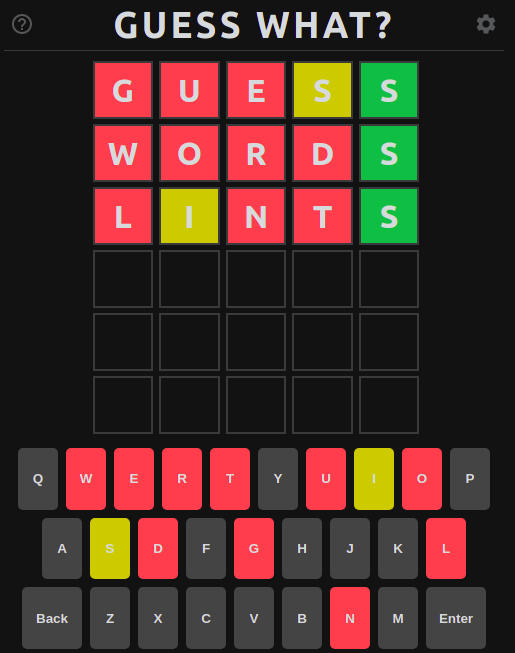 GUESS WHAT?
G U E S S
W O R D S
L I N T S
Q W E R T Y U I O P
A S D F G H J K L
Back Z X C V B N M Enter